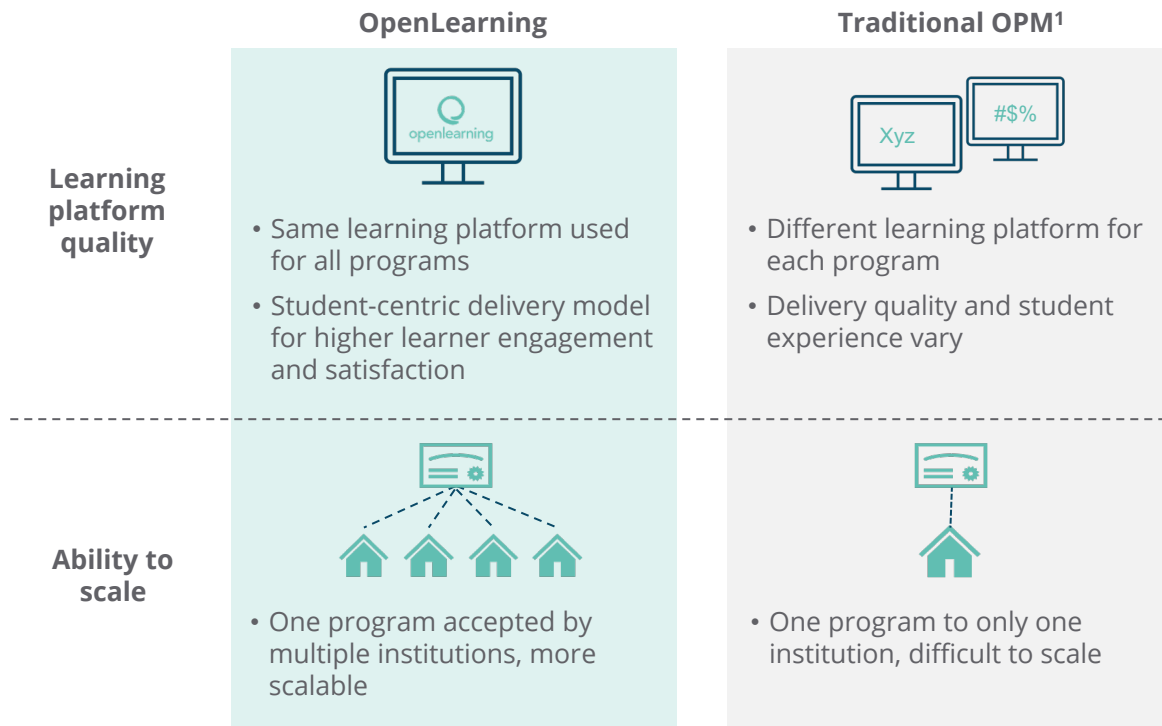 OpenLearning
Traditional OPM¹
Learning
platform
quality
openlearning
Xyz
#$%
• Same learning platform used
for all programs
• Student-centric delivery model
for higher learner engagement
and satisfaction
• Different learning platform for
each program
• Delivery quality and student
experience vary
Ability to
scale
• One program accepted by
multiple institutions, more
scalable
• One program to only one
institution, difficult to scale